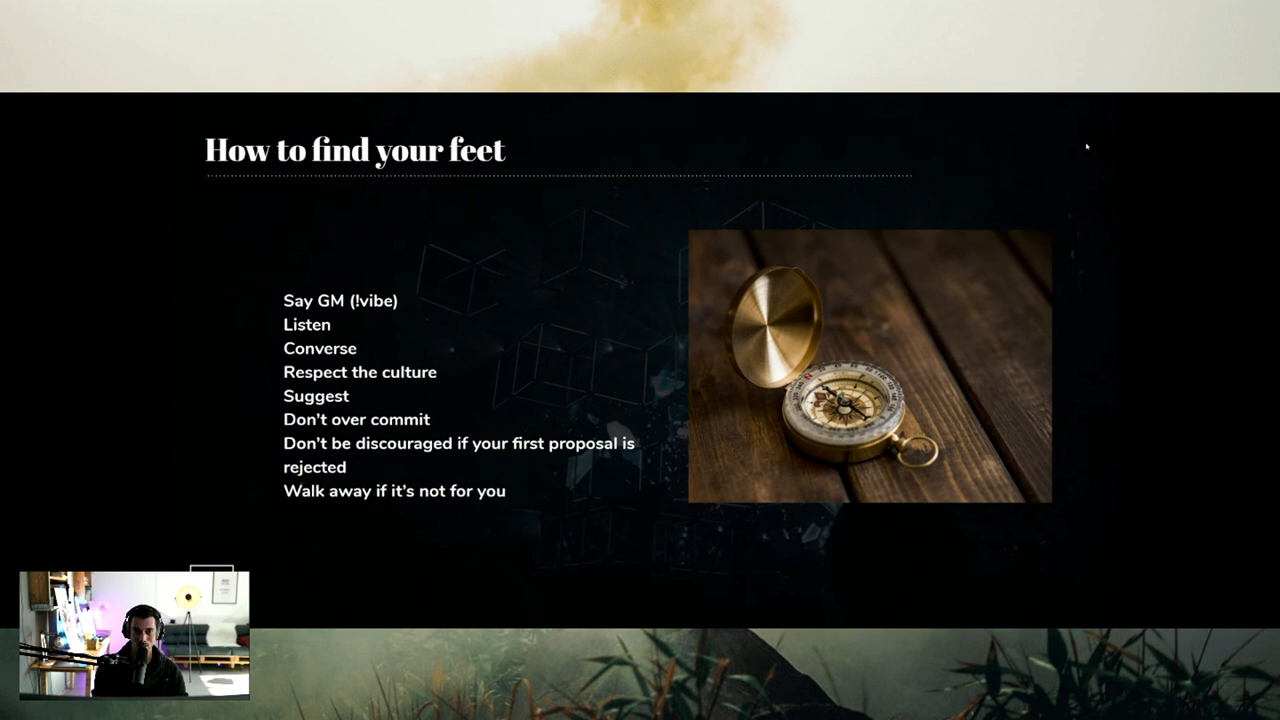 How to find your feet
Say GM (!vibe)
Listen
Converse
Respect the culture
Suggest
Don't over commit
Don't be discouraged if your first proposal is
rejected
Walk away if it's not for you